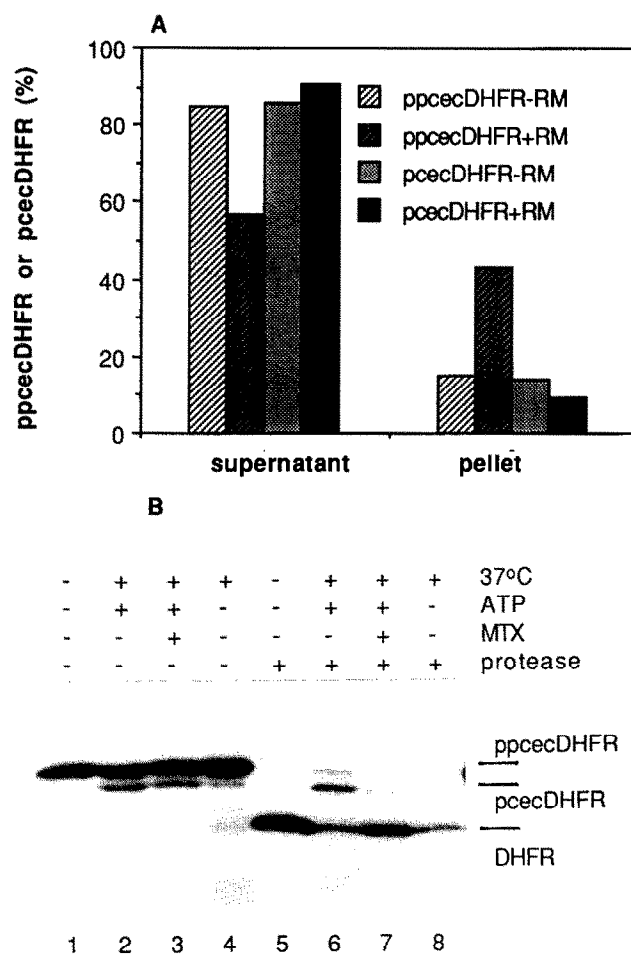 A
ppcecDHFR or pcecDHFR (%)
100
80
60
40
20
0
ppcecDHFR-RM
ppcecDHFR+RM
pcecDHFR-RM
pcecDHFR+RM
supernatant pellet
B
- + + + - + + + 37ºC
- + + - - + + - ATP
- - + - - - + - MTX
- - - - + + + + protease
ppcecDHFR
pcecDHFR
DHFR
1 2 3 4 5 6 7 8